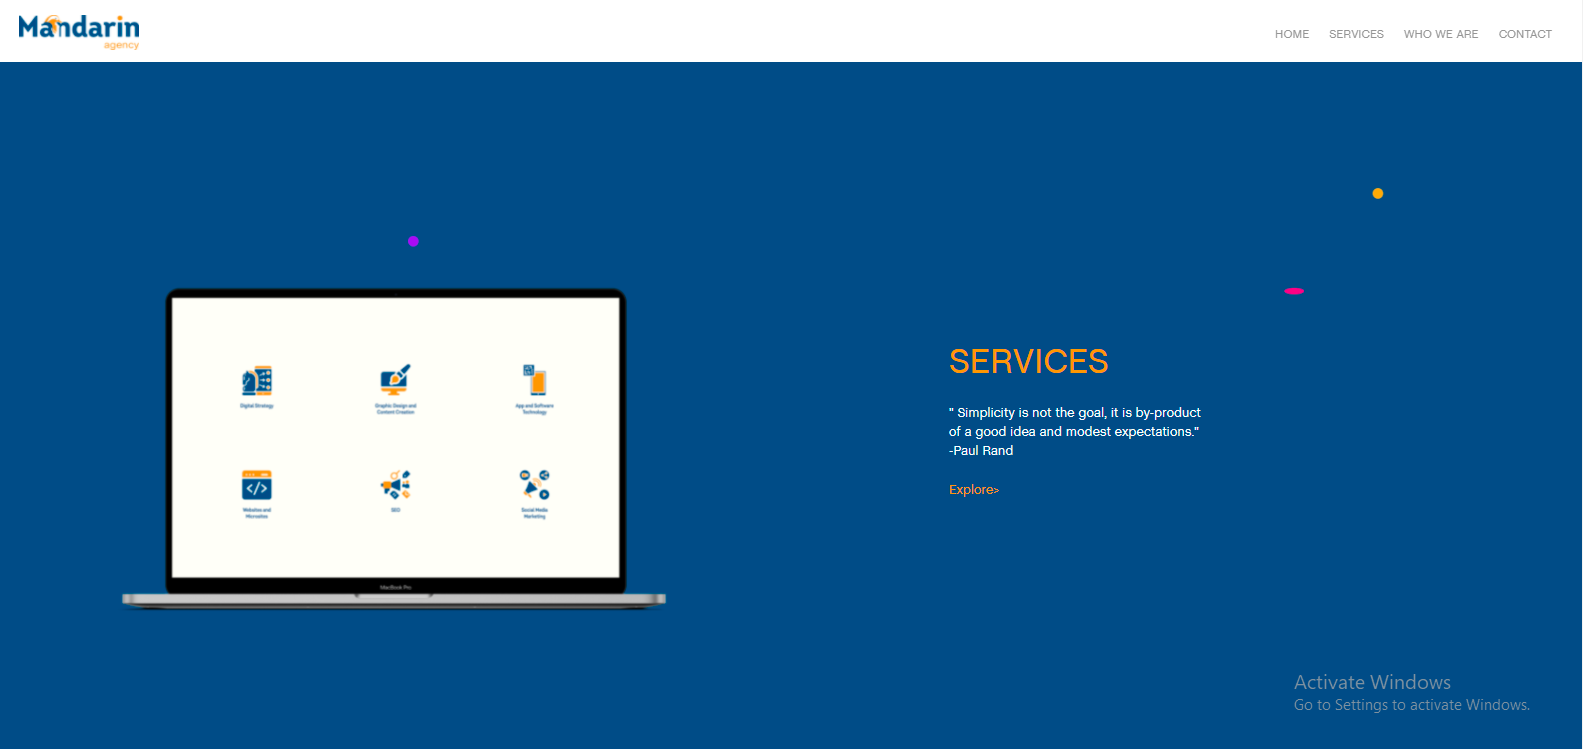 Mandarin
agency
HOME SERVICES WHO WE ARE CONTACT
SERVICES
" Simplicity is not the goal, it is by-product
of a good idea and modest expectations."
-Paul Rand
Explore>
Digital Strategy
Graphic Design and
Content Creation
App and Software
Technology
Websites and
Microsites
SEO
Social Media
Marketing
MacBook Pro
Activate Windows
Go to Settings to activate Windows.